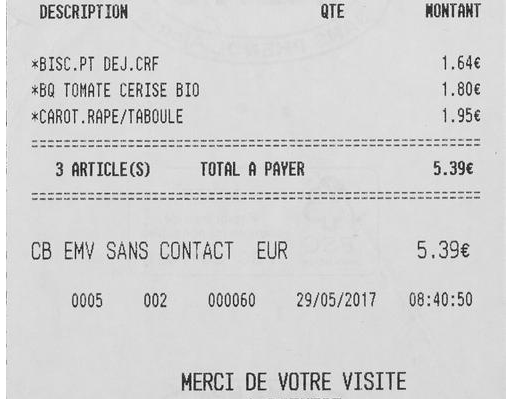 DESCRIPTION QTE MONTANT
*BISC.PT DEJ.CRF 1.64€
*BQ TOMATE CERISE BIO 1.80€
*CAROT.RAPE/TABOULE 1.95€
==========================================================
3 ARTICLE(S) TOTAL A PAYER 5.39€
==========================================================
CB EMV SANS CONTACT EUR 5.39€
0005 002 000060 29/05/2017 08:40:50
MERCI DE VOTRE VISITE